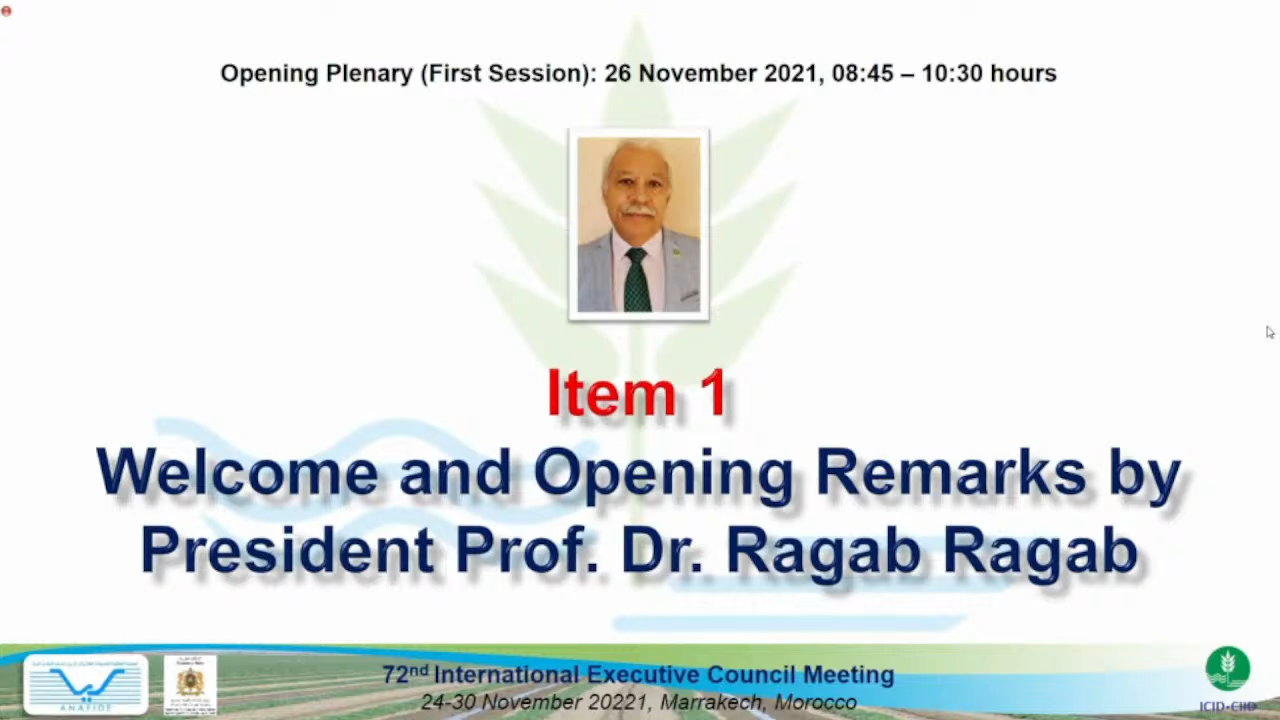 Opening Plenary (First Session): 26 November 2021, 08:45 – 10:30 hours
Item 1
Welcome and Opening Remarks by
President Prof. Dr. Ragab Ragab
72nd International Executive Council Meeting
24-30 November 20221, Marrakech, Morocco
ANAFIDE
ICID•CIID